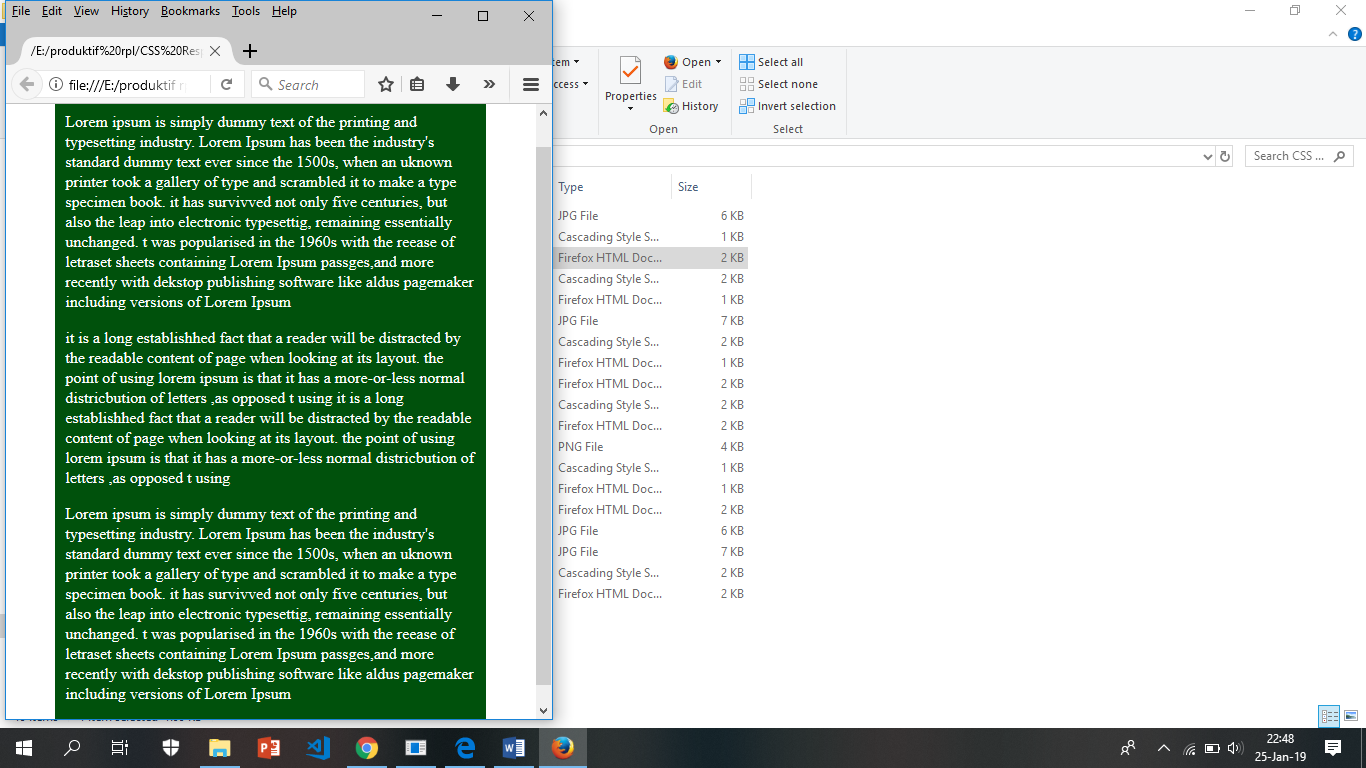 File Edit View History Bookmarks Tools Help
/E:/produktif%20rpl/CSS%20Resp
file:///E:/produktif r
Search
Lorem ipsum is simply dummy text of the printing and
typesetting industry. Lorem Ipsum has been the industry's
standard dummy text ever since the 1500s, when an uknown
printer took a gallery of type and scrambled it to make a type
specimen book. it has survivved not only five centuries, but
also the leap into electronic typesettig, remaining essentially
unchanged. t was popularised in the 1960s with the reease of
letraset sheets containing Lorem Ipsum passges,and more
recently with dekstop publishing software like aldus pagemaker
including versions of Lorem Ipsum
it is a long establishhed fact that a reader will be distracted by
the readable content of page when looking at its layout. the
point of using lorem ipsum is that it has a more-or-less normal
districbution of letters ,as opposed t using it is a long
establishhed fact that a reader will be distracted by the readable
content of page when looking at its layout. the point of using
lorem ipsum is that it has a more-or-less normal districbution of
letters ,as opposed t using
Lorem ipsum is simply dummy text of the printing and
typesetting industry. Lorem Ipsum has been the industry's
standard dummy text ever since the 1500s, when an uknown
printer took a gallery of type and scrambled it to make a type
specimen book. it has survivved not only five centuries, but
also the leap into electronic typesettig, remaining essentially
unchanged. t was popularised in the 1960s with the reease of
letraset sheets containing Lorem Ipsum passges,and more
recently with dekstop publishing software like aldus pagemaker
including versions of Lorem Ipsum
em
ccess
Properties
Open
Edit
History
Open
Select all
Select none
Invert selection
Select
Search CSS ...
Type Size
JPG File 6 KB
Cascading Style S... 1 KB
Firefox HTML Doc... 2 KB
Cascading Style S... 2 KB
Firefox HTML Doc... 1 KB
JPG File 7 KB
Cascading Style S... 2 KB
Firefox HTML Doc... 1 KB
Firefox HTML Doc... 2 KB
Cascading Style S... 2 KB
Firefox HTML Doc... 2 KB
PNG File 4 KB
Cascading Style S... 1 KB
Firefox HTML Doc... 1 KB
Firefox HTML Doc... 2 KB
JPG File 6 KB
JPG File 7 KB
Cascading Style S... 2 KB
Firefox HTML Doc... 2 KB
22:48
25-Jan-19